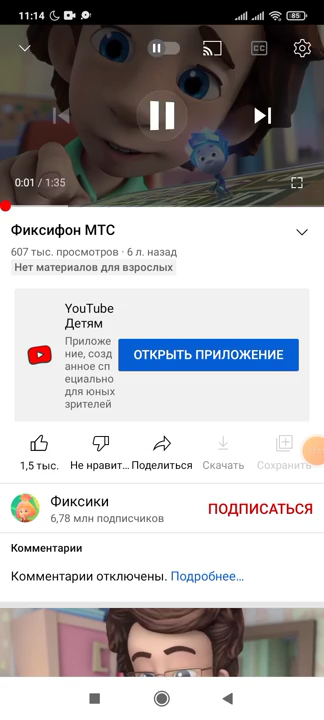 11:14
85
CC
0:01 / 1:35
Фиксифон МТС
607 тыс. просмотров · 6 л. назад
Нет материалов для взрослых
YouTube
Детям
Приложе
ние, созд
анное сп
ециально
для юных
зрителей
ОТКРЫТЬ ПРИЛОЖЕНИЕ
1,5 тыс.
Не нравит...
Поделиться
Скачать
Сохранить
Фиксики
6,78 млн подписчиков
ПОДПИСАТЬСЯ
Комментарии
Комментарии отключены. Подробнее...